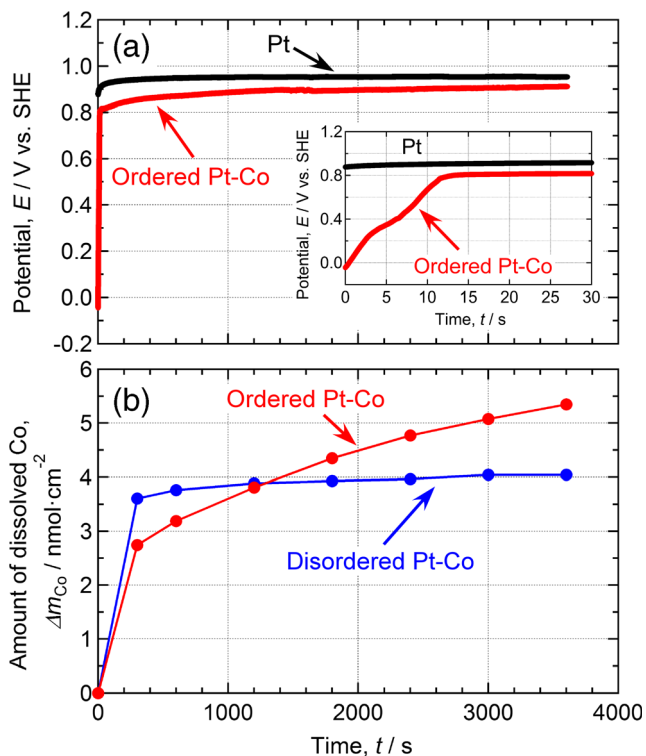 (a)
Pt
Ordered Pt-Co
Potential, E / V vs. SHE
1.2
1.0
0.8
0.6
0.4
0.2
0.0
-0.2
Pt
Ordered Pt-Co
Potential, E / V vs. SHE
1.2
0.8
0.4
0.0
0 5 10 15 20 25 30
Time, t / s
(b)
Ordered Pt-Co
Disordered Pt-Co
Amount of dissolved Co,
Δm_Co / nmol·cm⁻²
6
5
4
3
2
1
0
0 1000 2000 3000 4000
Time, t / s